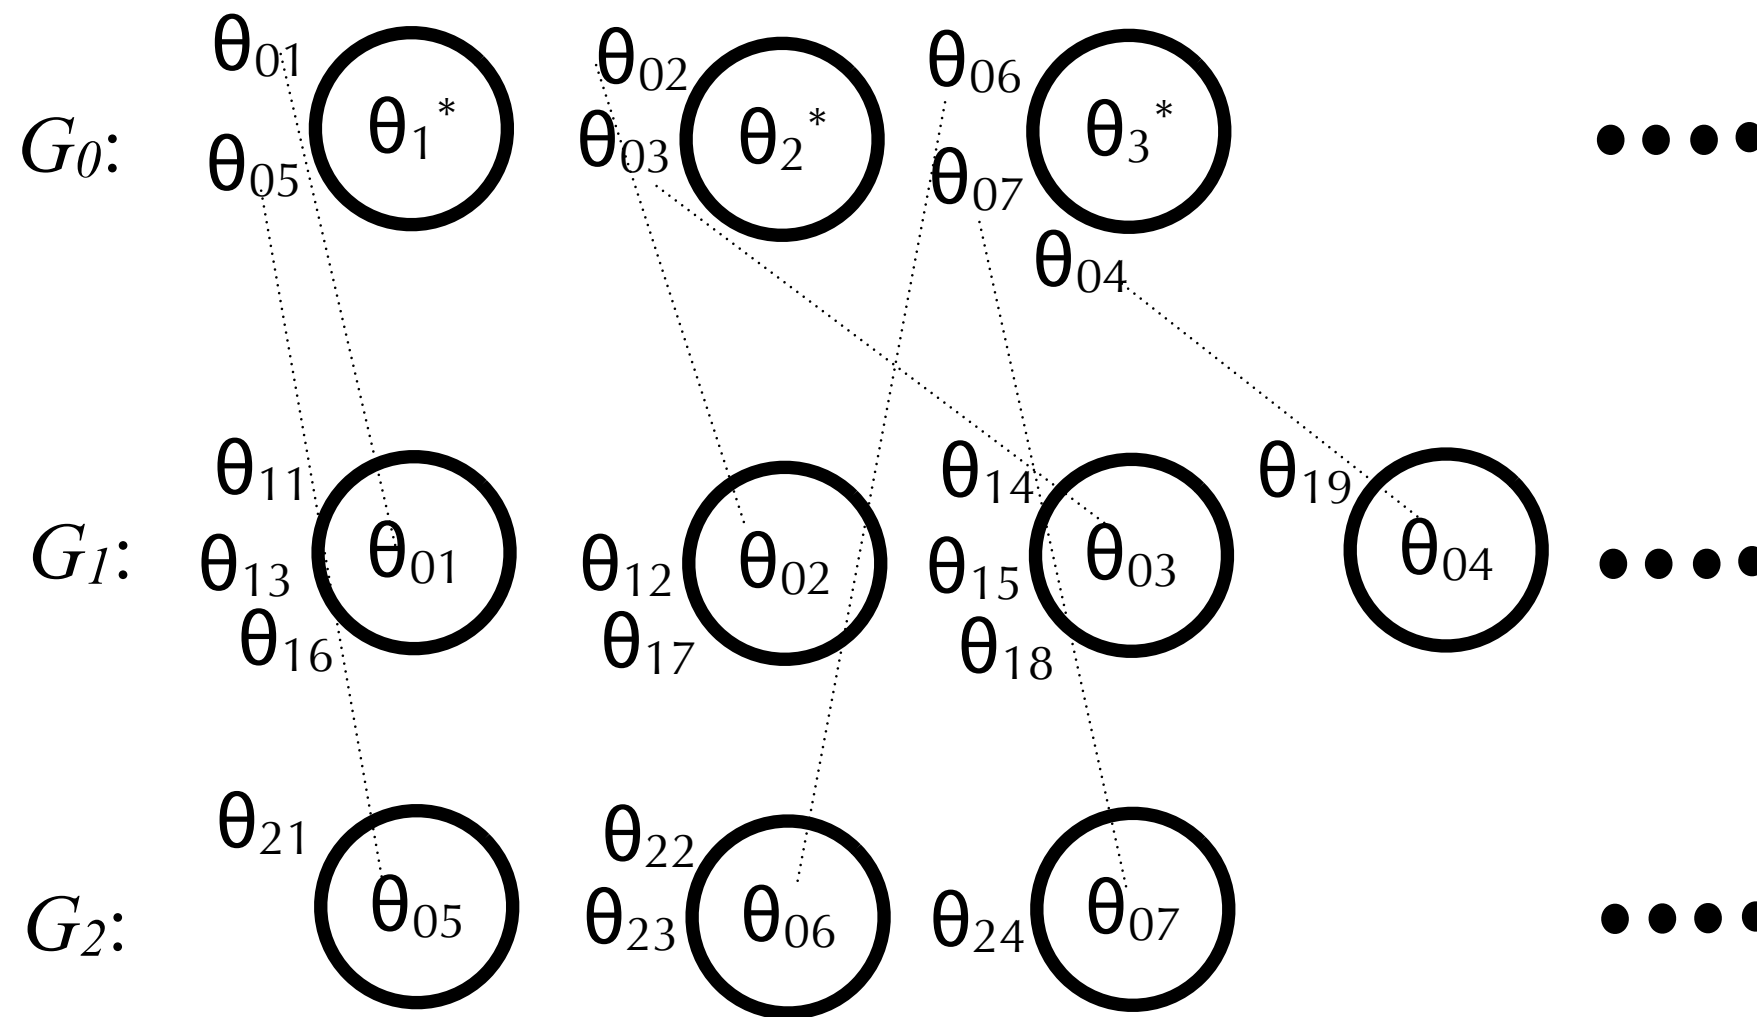 θ01 θ02 θ06
G0: θ1* θ2* θ3*
θ05 θ03 θ07
θ04
θ11 θ14 θ19
G1: θ13 θ01 θ12 θ02 θ15 θ03 θ04
θ16 θ17 θ18
θ21 θ22
G2: θ05 θ23 θ06 θ24 θ07